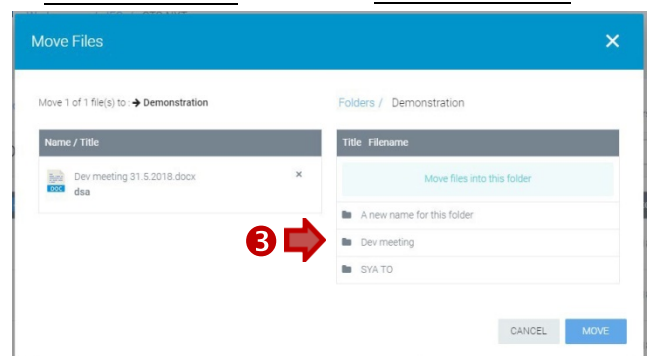 Move Files
Move 1 of 1 file(s) to : → Demonstration
Folders / Demonstration
Name / Title
Title Filename
Dev meeting 31.5.2018.docx
dsa
DOC
Move files into this folder
A new name for this folder
3
Dev meeting
SYA TO
CANCEL
MOVE